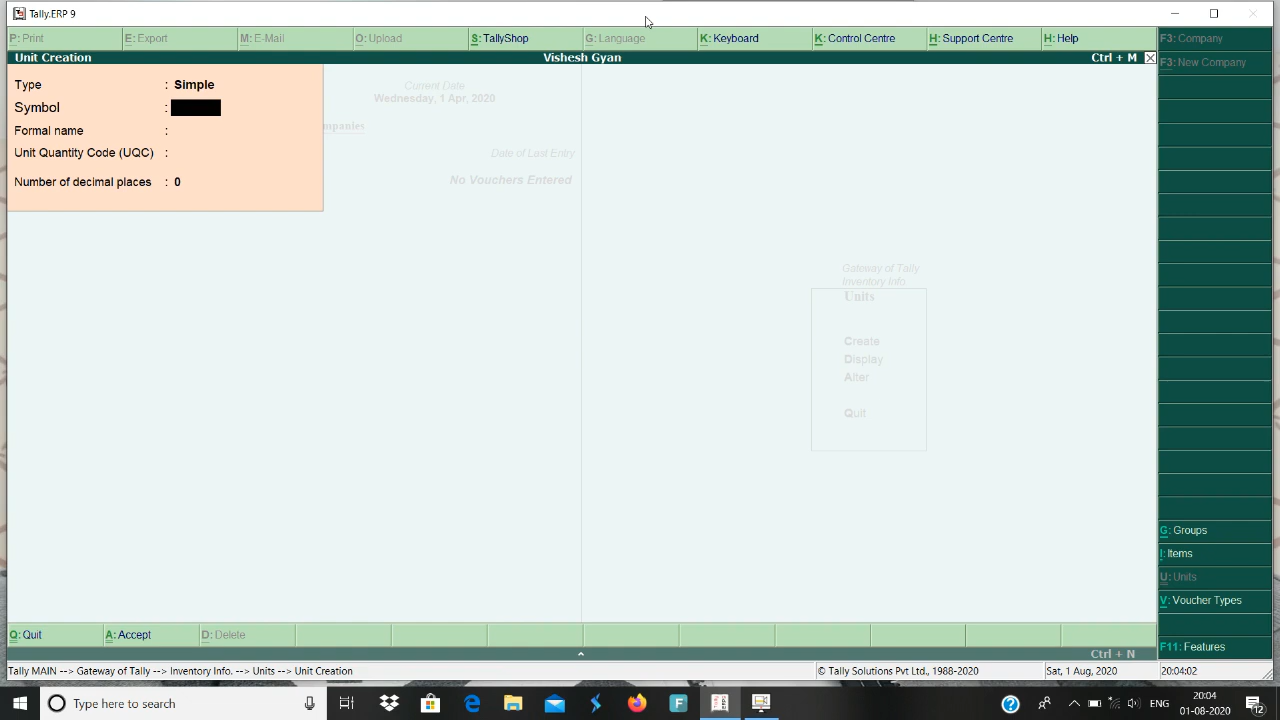 Tally.ERP 9
P: Print
E: Export
M: E-Mail
O: Upload
S: TallyShop
G: Language
K: Keyboard
K: Control Centre
H: Support Centre
H: Help
F3: Company
Unit Creation
Vishesh Gyan
Ctrl + M
F3: New Company
Type : Simple
Symbol :
Formal name :
Unit Quantity Code (UQC) :
Number of decimal places : 0
Current Date
Wednesday, 1 Apr, 2020
mpanies
Date of Last Entry
No Vouchers Entered
Gateway of Tally
Inventory Info.
Units
Create
Display
Alter
Quit
G: Groups
I: Items
U: Units
V: Voucher Types
F11: Features
Q: Quit
A: Accept
D: Delete
Ctrl + N
Tally MAIN --> Gateway of Tally --> Inventory Info. --> Units --> Unit Creation
© Tally Solutions Pvt Ltd., 1988-2020
Sat, 1 Aug, 2020
20:04:02
Type here to search
ENG
20:04
01-08-2020